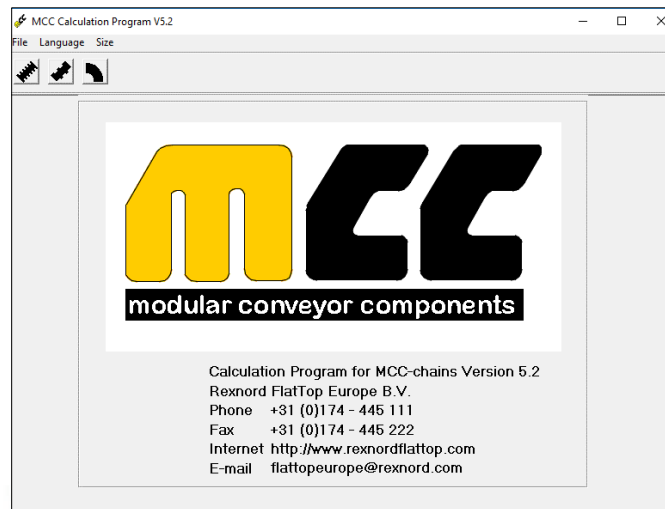 MCC Calculation Program V5.2
File Language Size
mcc
modular conveyor components
Calculation Program for MCC-chains Version 5.2
Rexnord FlatTop Europe B.V.
Phone +31 (0)174 - 445 111
Fax +31 (0)174 - 445 222
Internet http://www.rexnordflattop.com
E-mail flattopeurope@rexnord.com